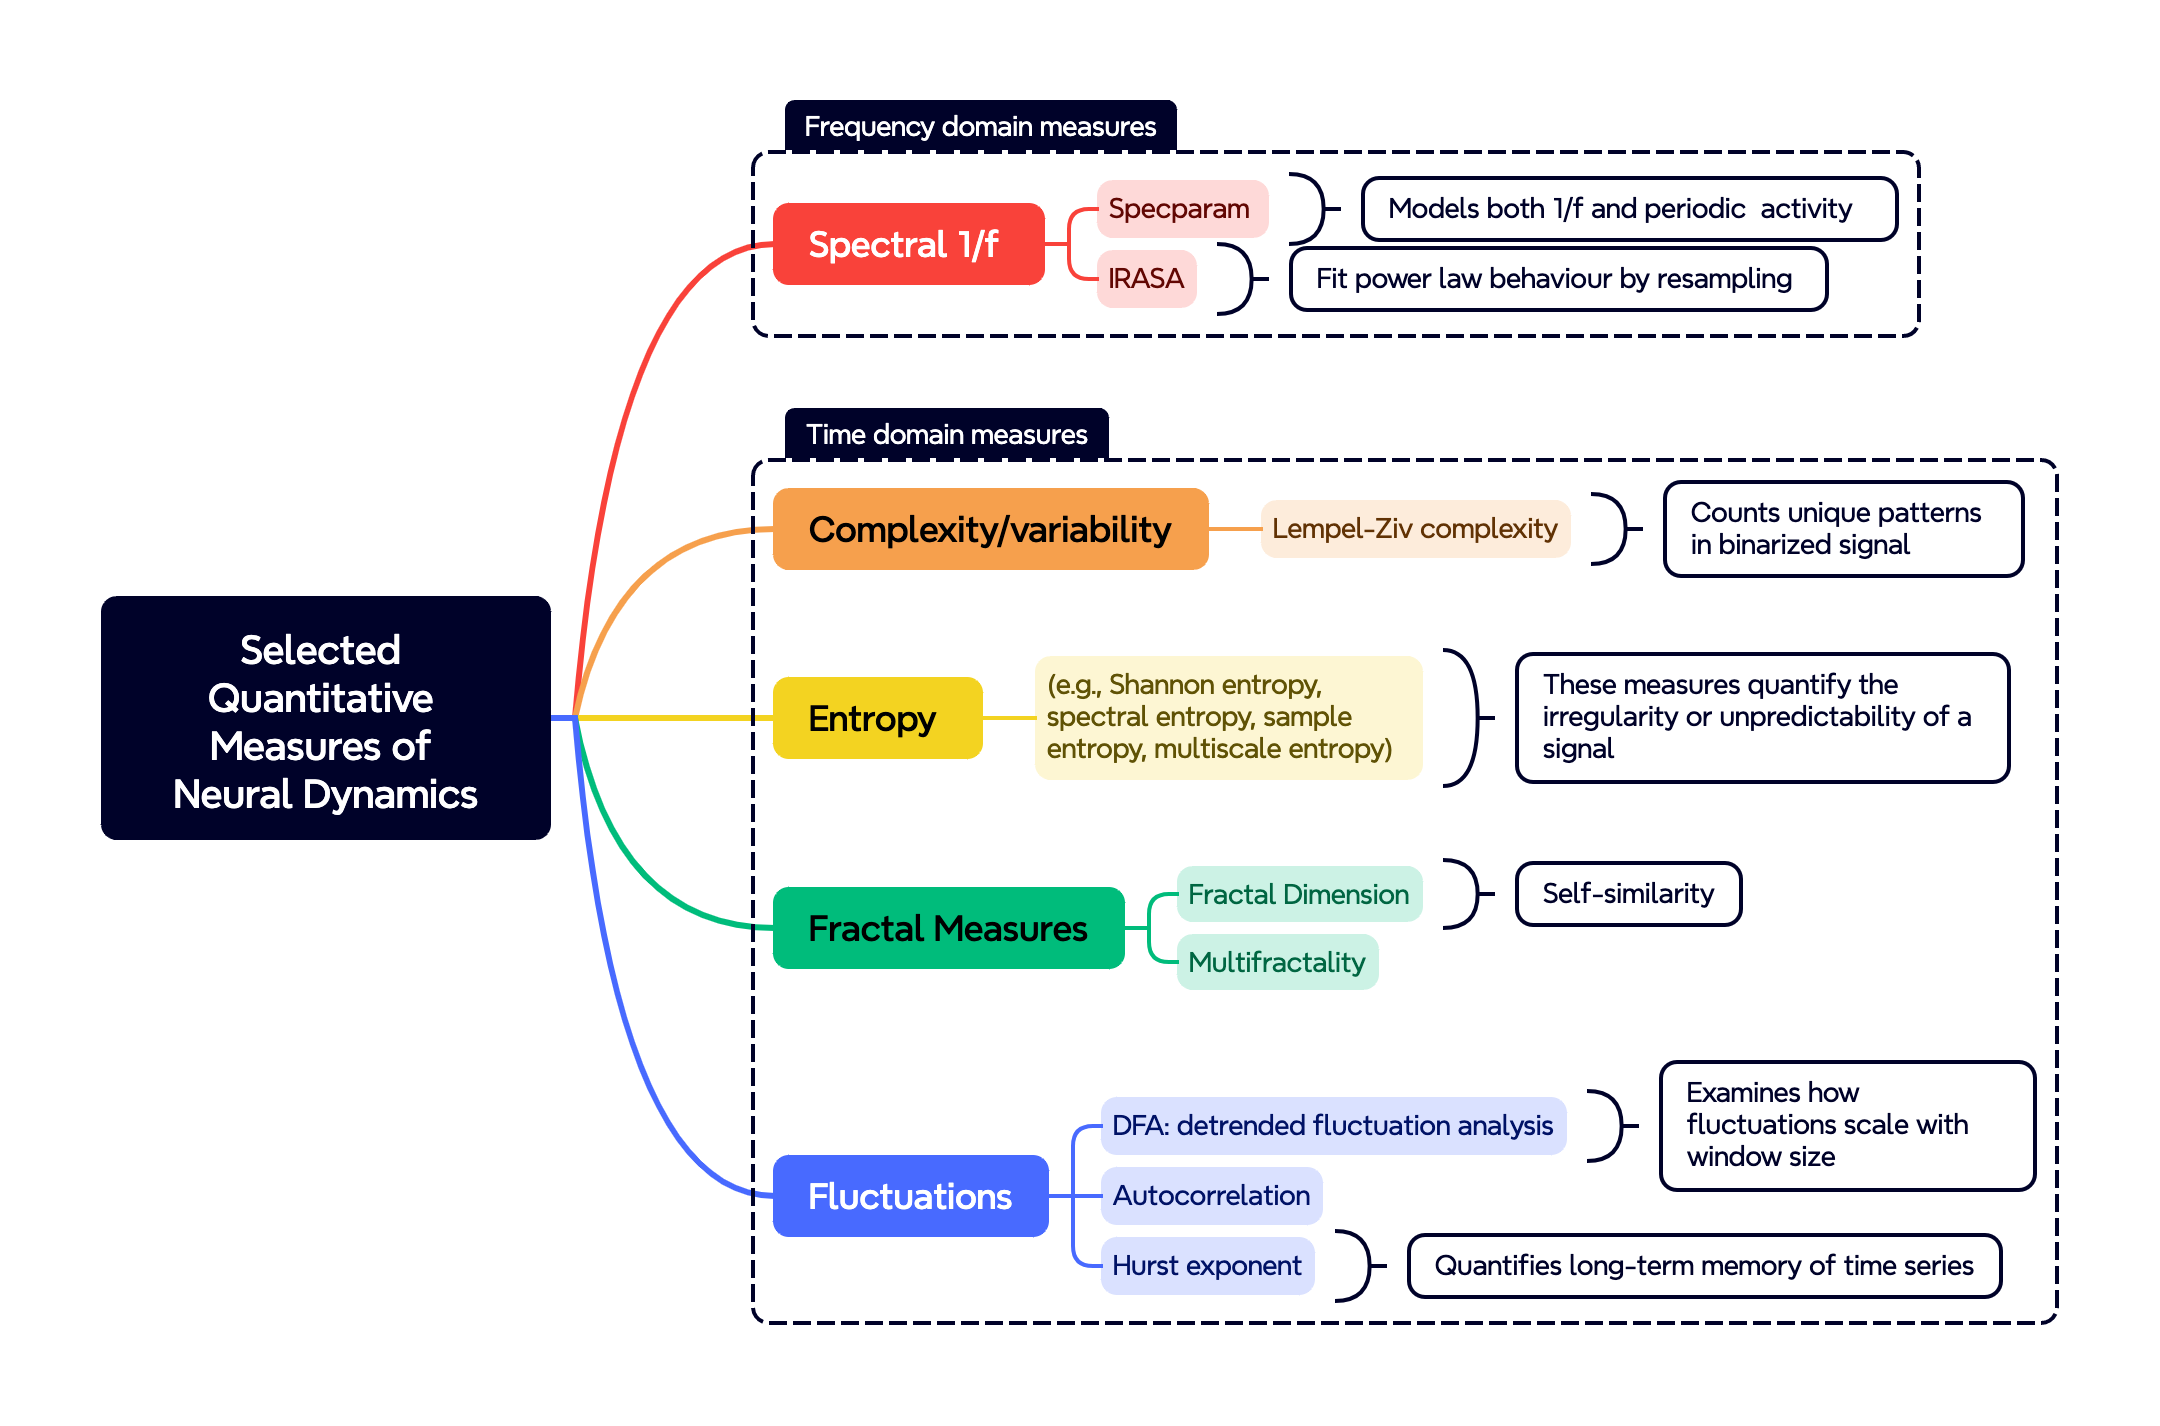 Frequency domain measures
Spectral 1/f
Specparam
Models both 1/f and periodic  activity
IRASA
Fit power law behaviour by resampling
Time domain measures
Complexity/variability
Lempel-Ziv complexity
Counts unique patterns
in binarized signal
Selected
Quantitative
Measures of
Neural Dynamics
Entropy
(e.g., Shannon entropy,
spectral entropy, sample
entropy, multiscale entropy)
These measures quantify the
irregularity or unpredictability of a
signal
Fractal Measures
Fractal Dimension
Self-similarity
Multifractality
Fluctuations
DFA: detrended fluctuation analysis
Examines how
fluctuations scale with
window size
Autocorrelation
Hurst exponent
Quantifies long-term memory of time series